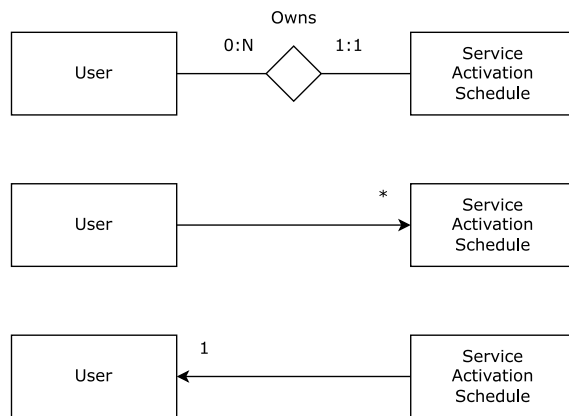 Owns
0:N
1:1
User
Service
Activation
Schedule
*
User
Service
Activation
Schedule
1
User
Service
Activation
Schedule